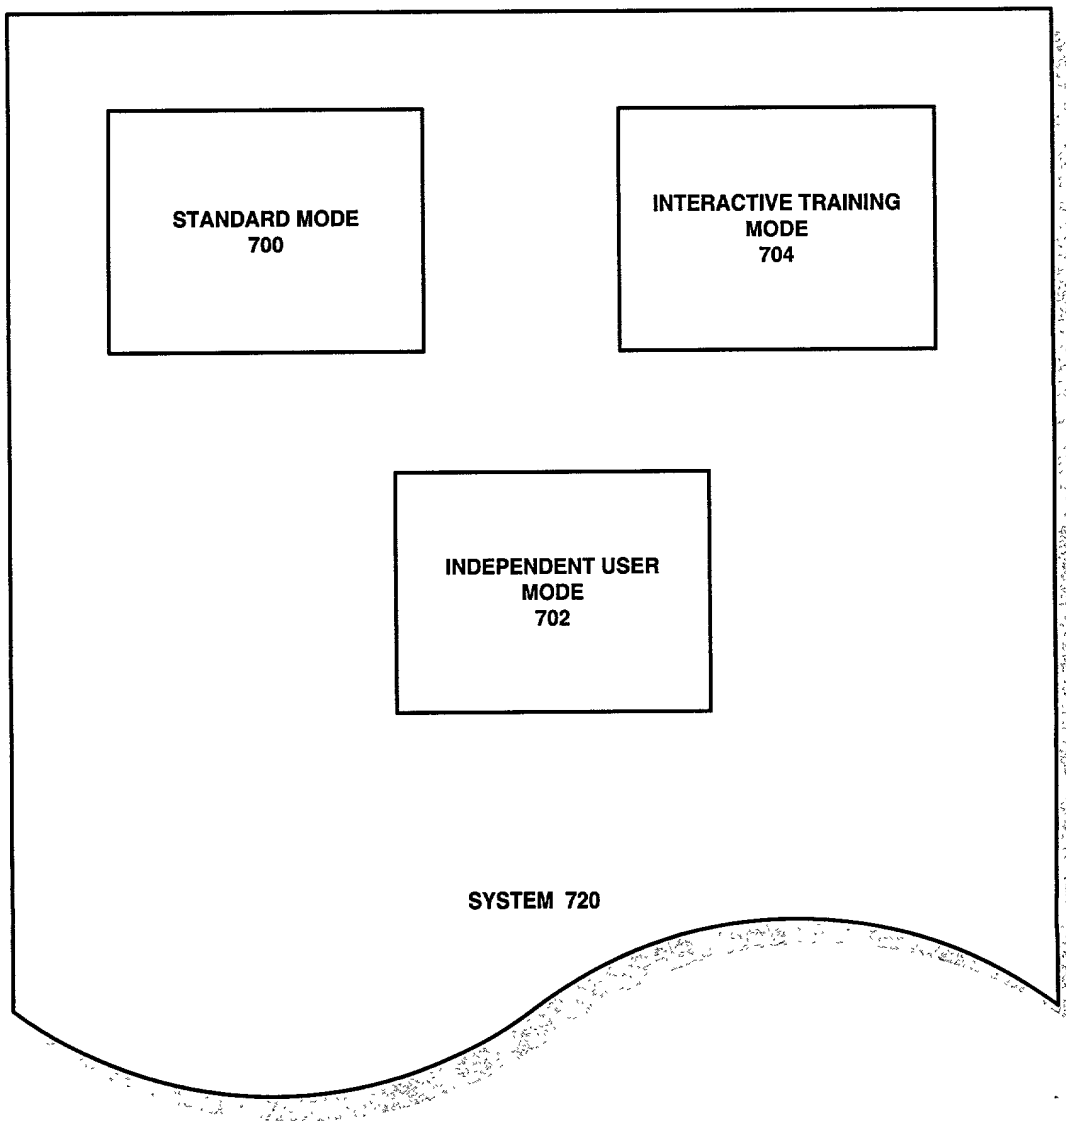 STANDARD MODE
700
INTERACTIVE TRAINING
MODE
704
INDEPENDENT USER
MODE
702
SYSTEM 720